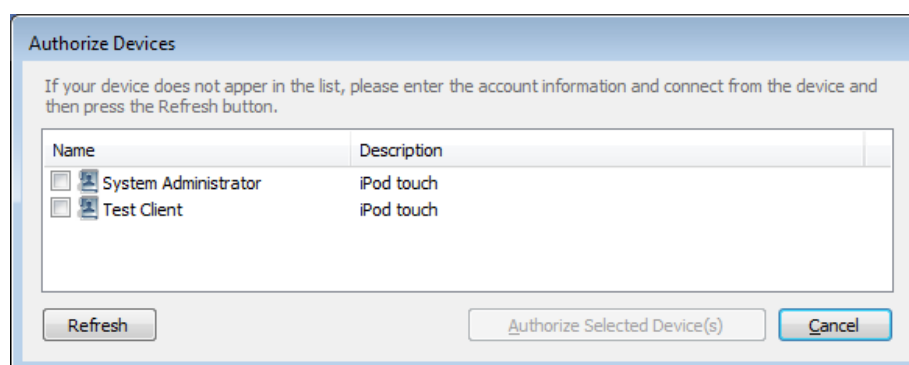 Authorize Devices
If your device does not apper in the list, please enter the account information and connect from the device and
then press the Refresh button.
Name Description
System Administrator iPod touch
Test Client iPod touch
Refresh Authorize Selected Device(s) Cancel